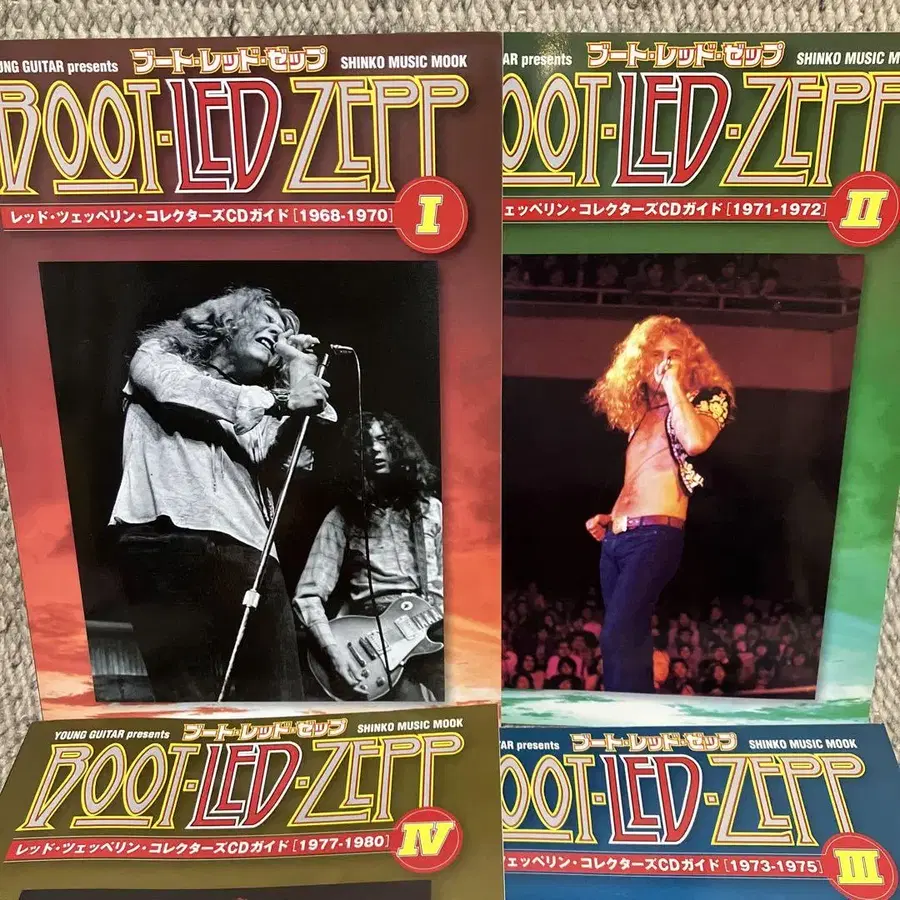 YOUNG GUITAR presents ブート・レッド・ゼップ SHINKO MUSIC MOOK
BOOT・LED・ZEPP
レッド・ツェッペリン・コレクターズCDガイド [1968-1970] I
AR presents ブート・レッド・ゼップ SHINKO MUSIC M
OOT・LED・ZEPP
ェッペリン・コレクターズCDガイド [1971-1972] II
YOUNG GUITAR presents ブート・レッド・ゼップ SHINKO MUSIC MOOK
BOOT・LED・ZEPP
レッド・ツェッペリン・コレクターズCDガイド [1977-1980] IV
TAR presents ブート・レッド・ゼップ SHINKO MUSIC MOOK
OOT・LED・ZEPP
ェッペリン・コレクターズCDガイド [1973-1975] III